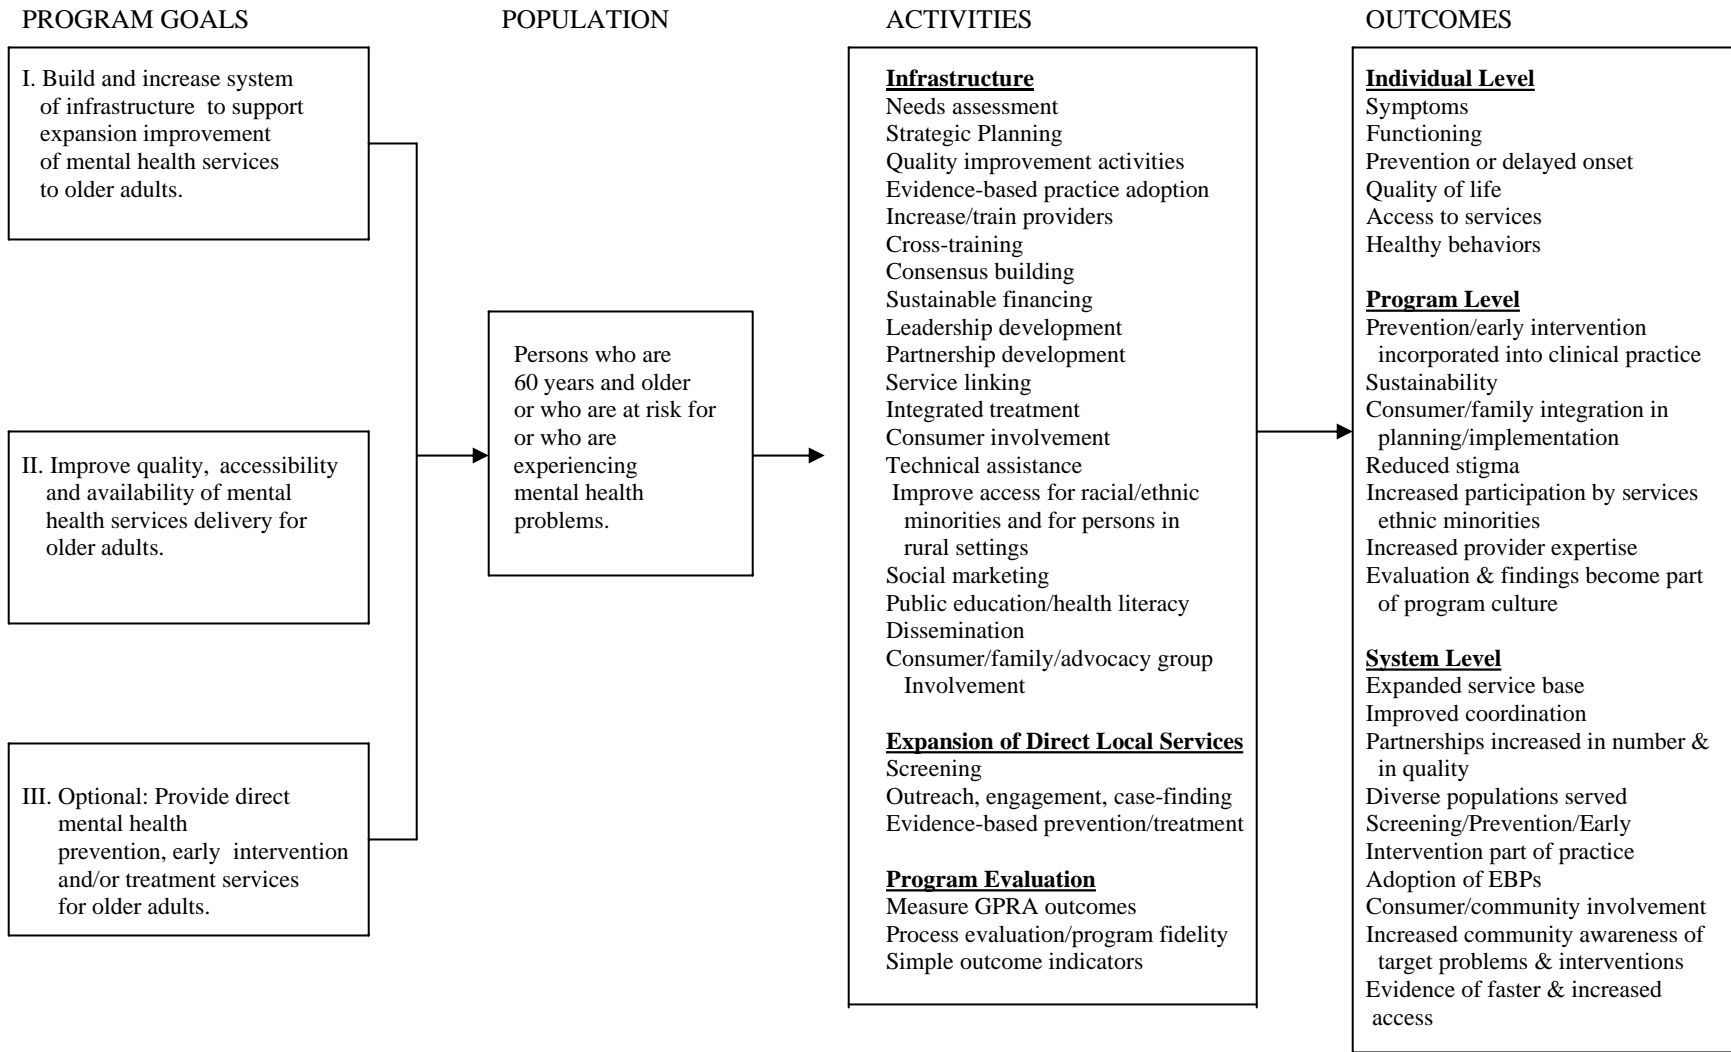 PROGRAM GOALS
I. Build and increase system
of infrastructure to support
expansion improvement
of mental health services
to older adults.
II. Improve quality, accessibility
and availability of mental
health services delivery for
older adults.
III. Optional: Provide direct
mental health
prevention, early intervention
and/or treatment services
for older adults.
POPULATION
Persons who are
60 years and older
or who are at risk for
or who are
experiencing
mental health
problems.
ACTIVITIES
Infrastructure
Needs assessment
Strategic Planning
Quality improvement activities
Evidence-based practice adoption
Increase/train providers
Cross-training
Consensus building
Sustainable financing
Leadership development
Partnership development
Service linking
Integrated treatment
Consumer involvement
Technical assistance
Improve access for racial/ethnic
minorities and for persons in
rural settings
Social marketing
Public education/health literacy
Dissemination
Consumer/family/advocacy group
Involvement
Expansion of Direct Local Services
Screening
Outreach, engagement, case-finding
Evidence-based prevention/treatment
Program Evaluation
Measure GPRA outcomes
Process evaluation/program fidelity
Simple outcome indicators
OUTCOMES
Individual Level
Symptoms
Functioning
Prevention or delayed onset
Quality of life
Access to services
Healthy behaviors
Program Level
Prevention/early intervention
incorporated into clinical practice
Sustainability
Consumer/family integration in
planning/implementation
Reduced stigma
Increased participation by services
ethnic minorities
Increased provider expertise
Evaluation & findings become part
of program culture
System Level
Expanded service base
Improved coordination
Partnerships increased in number &
in quality
Diverse populations served
Screening/Prevention/Early
Intervention part of practice
Adoption of EBPs
Consumer/community involvement
Increased community awareness of
target problems & interventions
Evidence of faster & increased
access